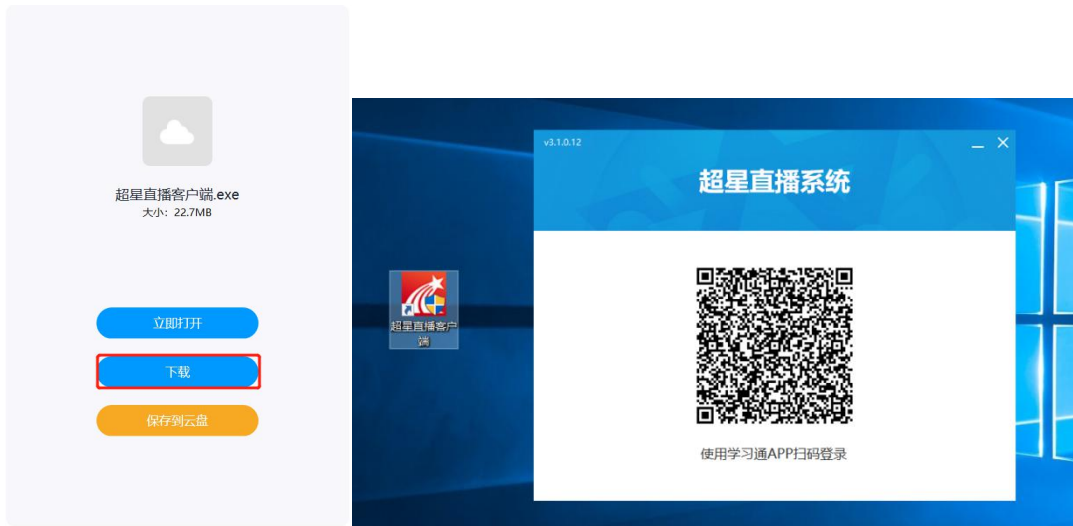 超星直播客户端.exe
大小：22.7MB
立即打开
下载
保存到云盘
超星直播客户
端
v3.1.0.12
超星直播系统
使用学习通APP扫码登录